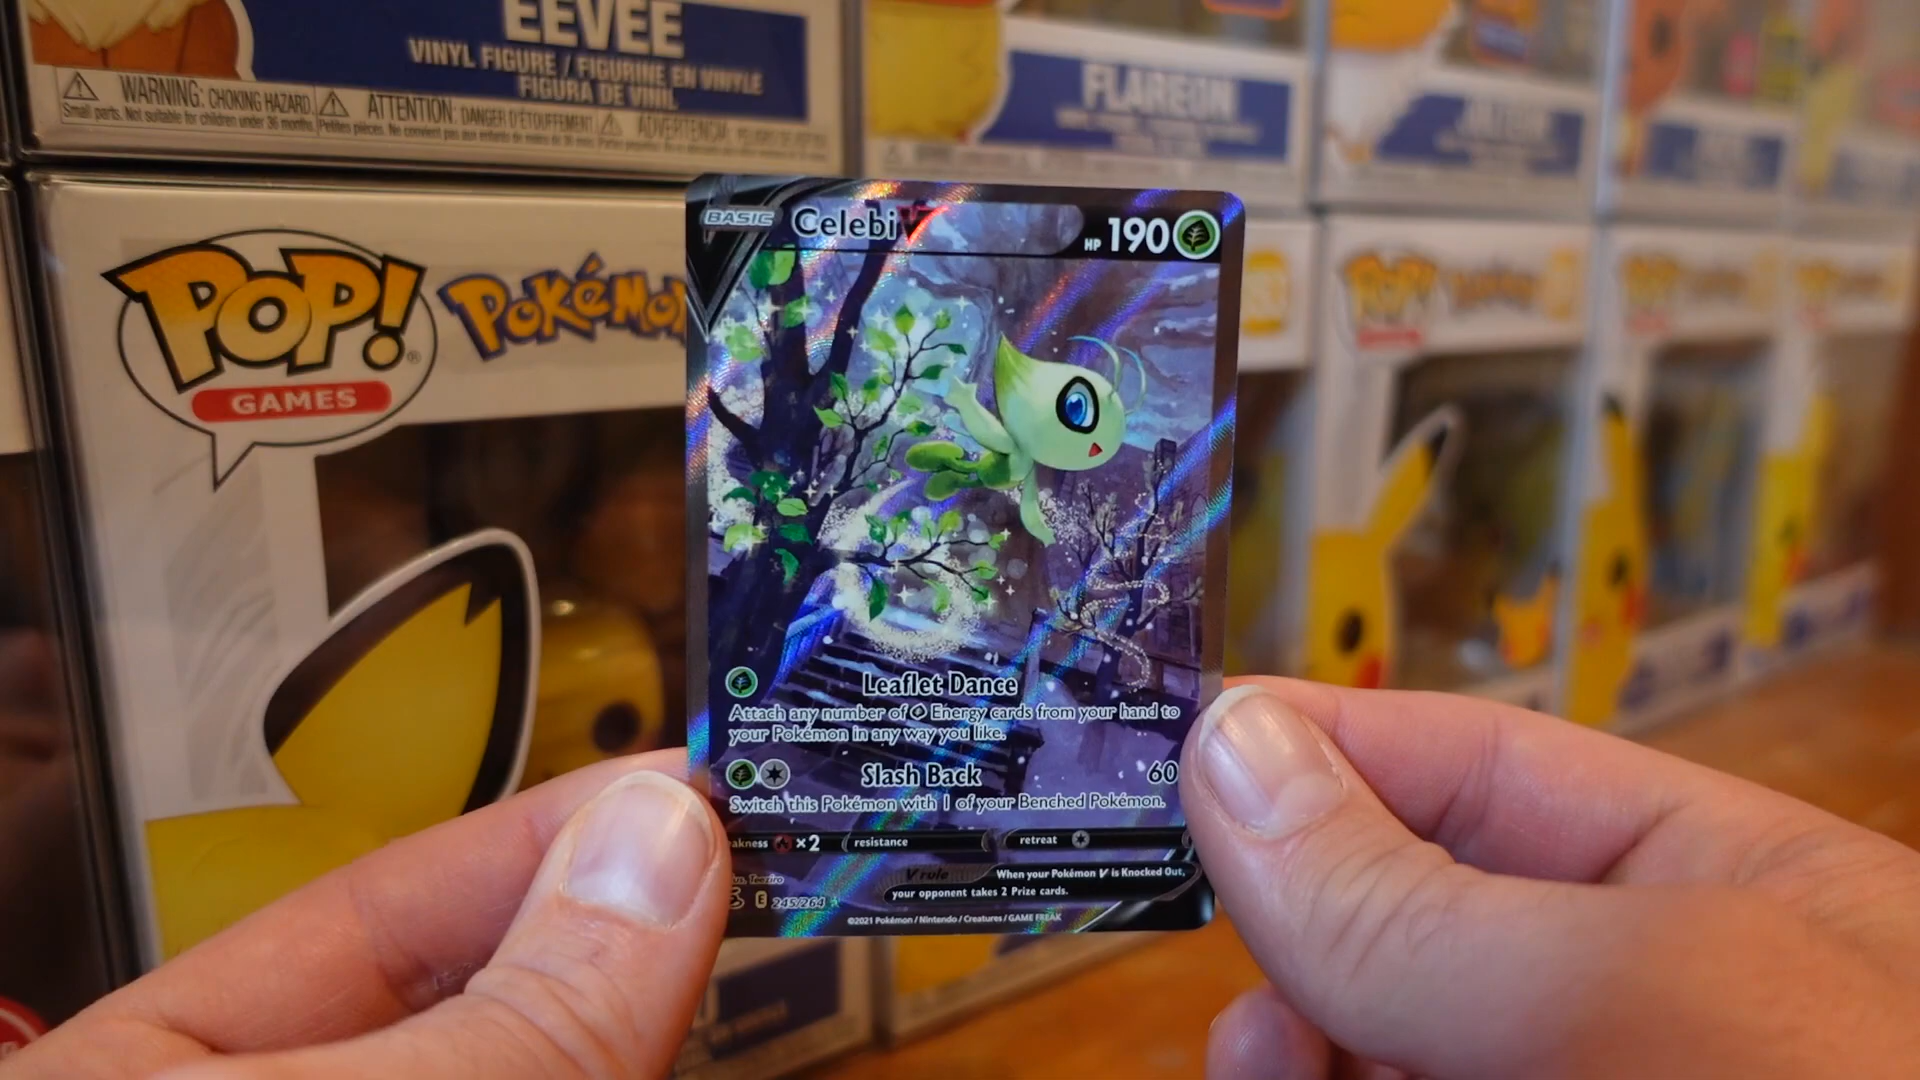 EEVEE
VINYL FIGURE / FIGURINE EN VINYLE
FIGURA DE VINIL
WARNING: CHOKING HAZARD.
Small parts. Not suitable for children under 36 months.
ATTENTION: DANGER D'ÉTOUFFEMENT.
Petites pièces. Ne convient pas aux enfants de moins de 36 mois.
ADVERTENCIA:
FLAREON
POP!
GAMES
Pokémon
BASIC
Celebi V
HP 190
Leaflet Dance
Attach any number of Energy cards from your hand to
your Pokémon in any way you like.
Slash Back 60
Switch this Pokémon with 1 of your Benched Pokémon.
akness ×2 resistance retreat
V rule When your Pokémon V is Knocked Out,
your opponent takes 2 Prize cards.
us. Teeziro
E 245/264
©2021 Pokémon / Nintendo / Creatures / GAME FREAK